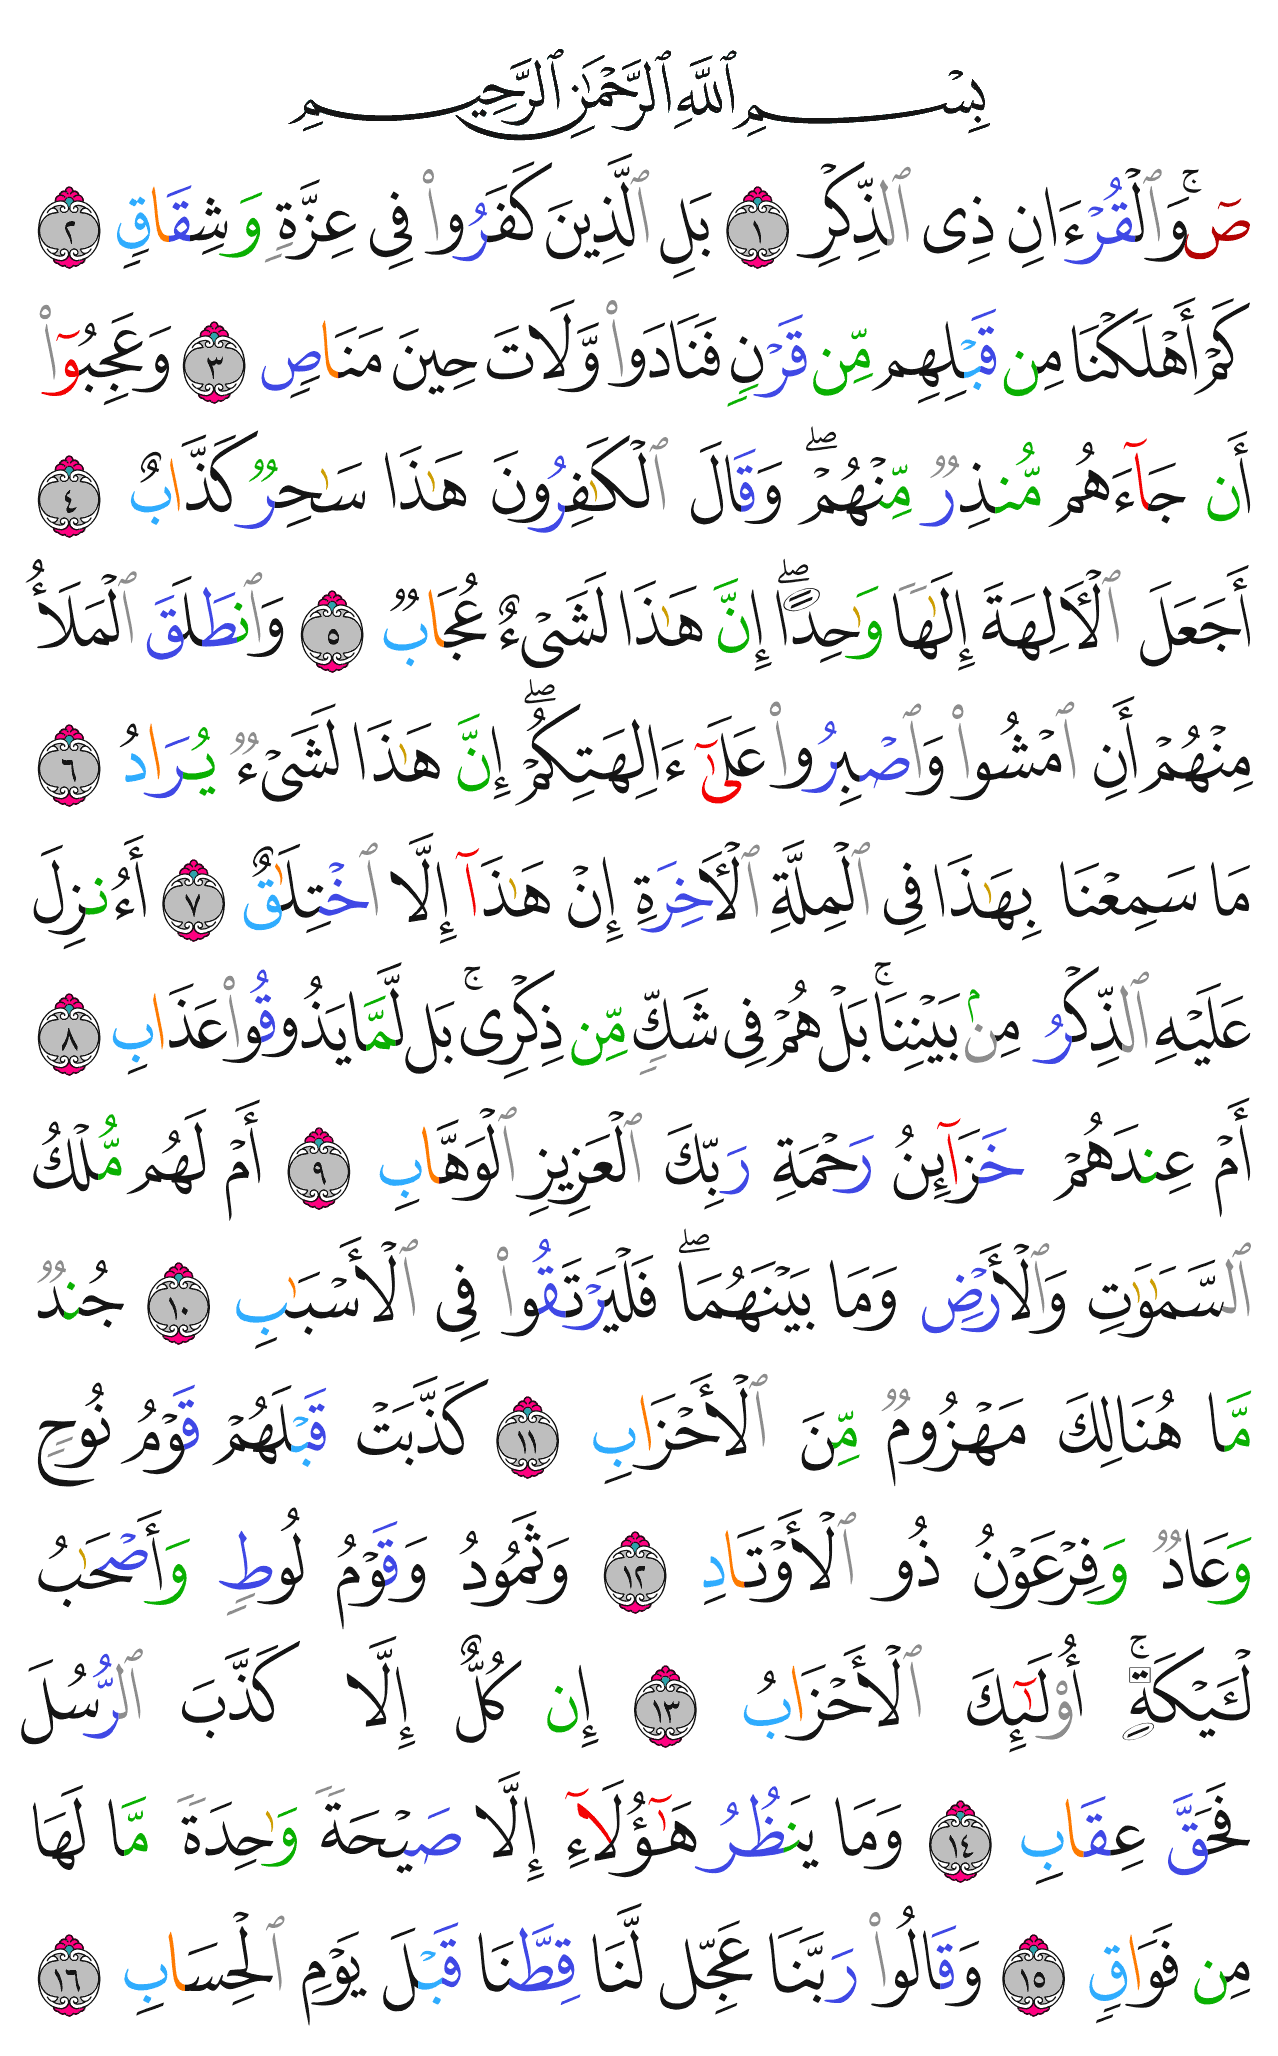 بِسْمِ ٱللَّهِ ٱلرَّحْمَٰنِ ٱلرَّحِيمِ
صٓۚ وَٱلْقُرْءَانِ ذِى ٱلذِّكْرِ ١ بَلِ ٱلَّذِينَ كَفَرُوا۟ فِى عِزَّةٍۢ وَشِقَاقٍ ٢
كَمْ أَهْلَكْنَا مِن قَبْلِهِم مِّن قَرْنٍ فَنَادَوا۟ وَّلَاتَ حِينَ مَنَاصٍ ٣ وَعَجِبُوٓا۟
أَن جَآءَهُم مُّنذِرٌۭ مِّنْهُمْ ۖ وَقَالَ ٱلْكَٰفِرُونَ هَٰذَا سَٰحِرٌۭ كَذَّابٌ ٤
أَجَعَلَ ٱلْـَٔالِهَةَ إِلَٰهًۭا وَٰحِدًا ۖ إِنَّ هَٰذَا لَشَىْءٌ عُجَابٌۭ ٥ وَٱنطَلَقَ ٱلْمَلَأُ
مِنْهُمْ أَنِ ٱمْشُوا۟ وَٱصْبِرُوا۟ عَلَىٰٓ ءَالِهَتِكُمْ ۖ إِنَّ هَٰذَا لَشَىْءٌۭ يُرَادُ ٦
مَا سَمِعْنَا بِهَٰذَا فِى ٱلْمِلَّةِ ٱلْـَٔاخِرَةِ إِنْ هَٰذَآ إِلَّا ٱخْتِلَٰقٌ ٧ أَءُنزِلَ
عَلَيْهِ ٱلذِّكْرُ مِنۢ بَيْنِنَا ۚ بَلْ هُمْ فِى شَكٍّۢ مِّن ذِكْرِى ۚ بَل لَّمَّا يَذُوقُوا۟ عَذَابِ ٨
أَمْ عِندَهُمْ خَزَآئِنُ رَحْمَةِ رَبِّكَ ٱلْعَزِيزِ ٱلْوَهَّابِ ٩ أَمْ لَهُم مُّلْكُ
ٱلسَّمَٰوَٰتِ وَٱلْأَرْضِ وَمَا بَيْنَهُمَا ۖ فَلْيَرْتَقُوا۟ فِى ٱلْأَسْبَٰبِ ١٠ جُندٌۭ
مَّا هُنَالِكَ مَهْزُومٌۭ مِّنَ ٱلْأَحْزَابِ ١١ كَذَّبَتْ قَبْلَهُمْ قَوْمُ نُوحٍۢ
وَعَادٌۭ وَفِرْعَوْنُ ذُو ٱلْأَوْتَادِ ١٢ وَثَمُودُ وَقَوْمُ لُوطٍۢ وَأَصْحَٰبُ
لْـَٔيْكَةِ ۚ أُو۟لَٰٓئِكَ ٱلْأَحْزَابُ ١٣ إِن كُلٌّ إِلَّا كَذَّبَ ٱلرُّسُلَ
فَحَقَّ عِقَابِ ١٤ وَمَا يَنظُرُ هَٰٓؤُلَآءِ إِلَّا صَيْحَةًۭ وَٰحِدَةًۭ مَّا لَهَا
مِن فَوَاقٍ ١٥ وَقَالُوا۟ رَبَّنَا عَجِّل لَّنَا قِطَّنَا قَبْلَ يَوْمِ ٱلْحِسَابِ ١٦